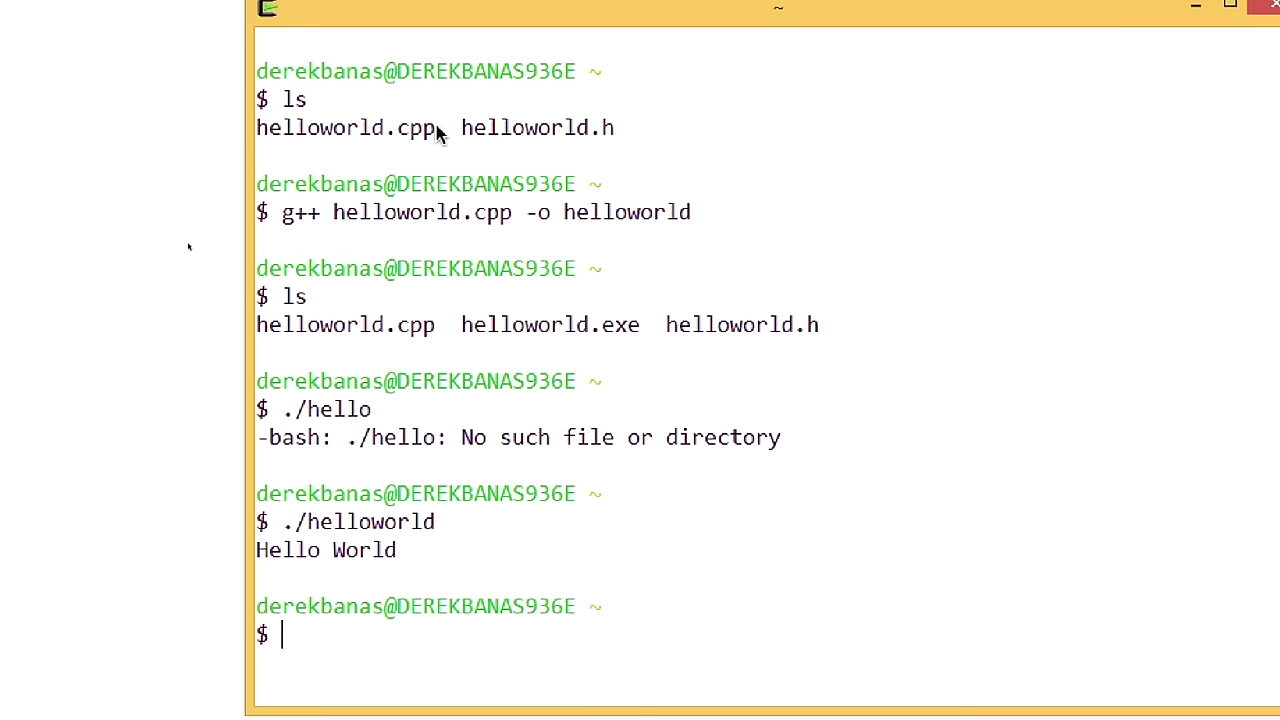 ~
derekbanas@DEREKBANAS936E ~
$ ls
helloworld.cpp  helloworld.h
derekbanas@DEREKBANAS936E ~
$ g++ helloworld.cpp -o helloworld
derekbanas@DEREKBANAS936E ~
$ ls
helloworld.cpp  helloworld.exe  helloworld.h
derekbanas@DEREKBANAS936E ~
$ ./hello
-bash: ./hello: No such file or directory
derekbanas@DEREKBANAS936E ~
$ ./helloworld
Hello World
derekbanas@DEREKBANAS936E ~
$